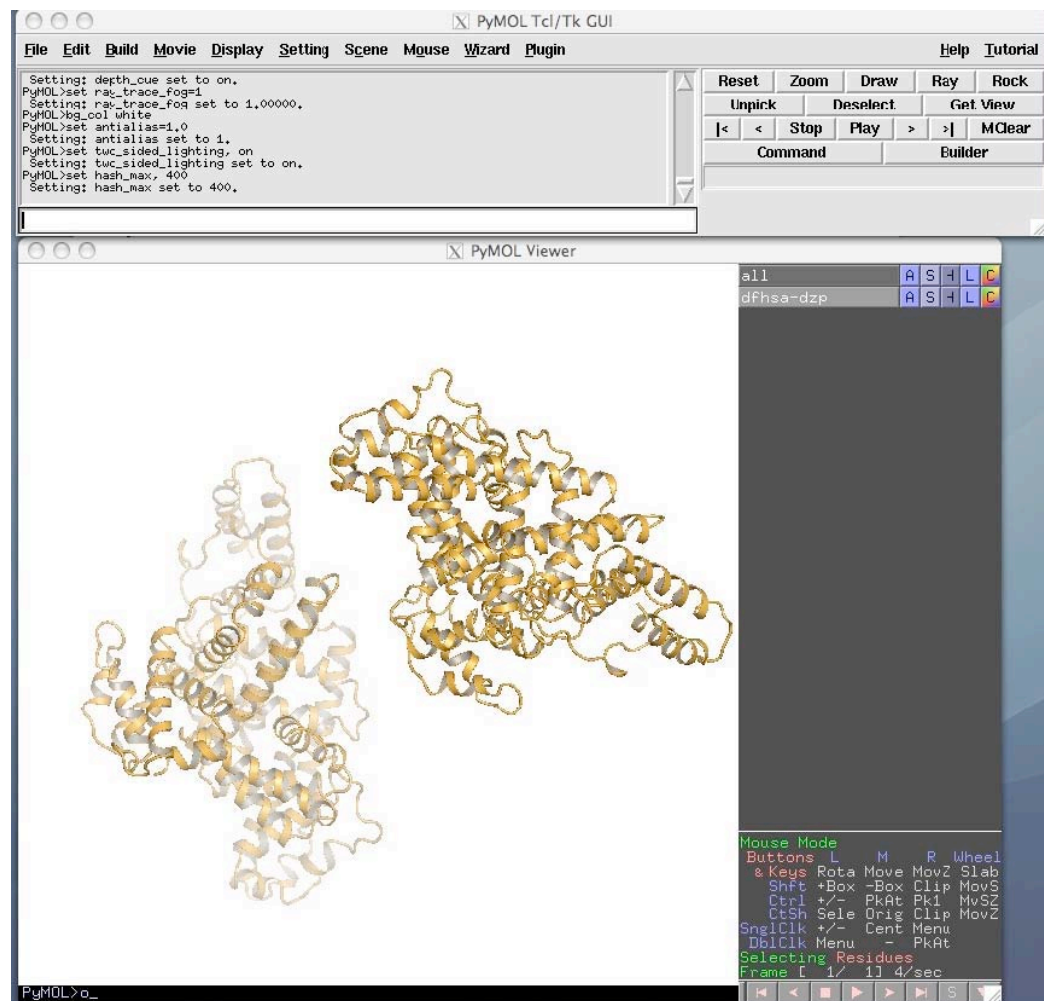 PyMOL Tcl/Tk GUI
File Edit Build Movie Display Setting Scene Mouse Wizard Plugin Help Tutorial
Setting: depth_cue set to on.
PyMOL>set ray_trace_fog=1
Setting: ray_trace_fog set to 1.00000.
PyMOL>bg_col white
PyMOL>set antialias=1.0
Setting: antialias set to 1.
PyMOL>set two_sided_lighting, on
Setting: two_sided_lighting set to on.
PyMOL>set hash_max, 400
Setting: hash_max set to 400.
Reset Zoom Draw Ray Rock
Unpick Deselect Get View
|< < Stop Play > >| MClear
Command Builder
PyMOL Viewer
all A S H L C
dfhsa-dzp A S H L C
Mouse Mode
Buttons L M R Wheel
& Keys Rota Move MovZ Slab
Shft +Box -Box Clip MovS
Ctrl +/- PkAt Pk1 MvSZ
CtSh Sele Orig Clip MovZ
SnglClk +/- Cent Menu
DblClk Menu - PkAt
Selecting Residues
Frame [ 1/ 1] 4/sec
PyMOL>o_
S